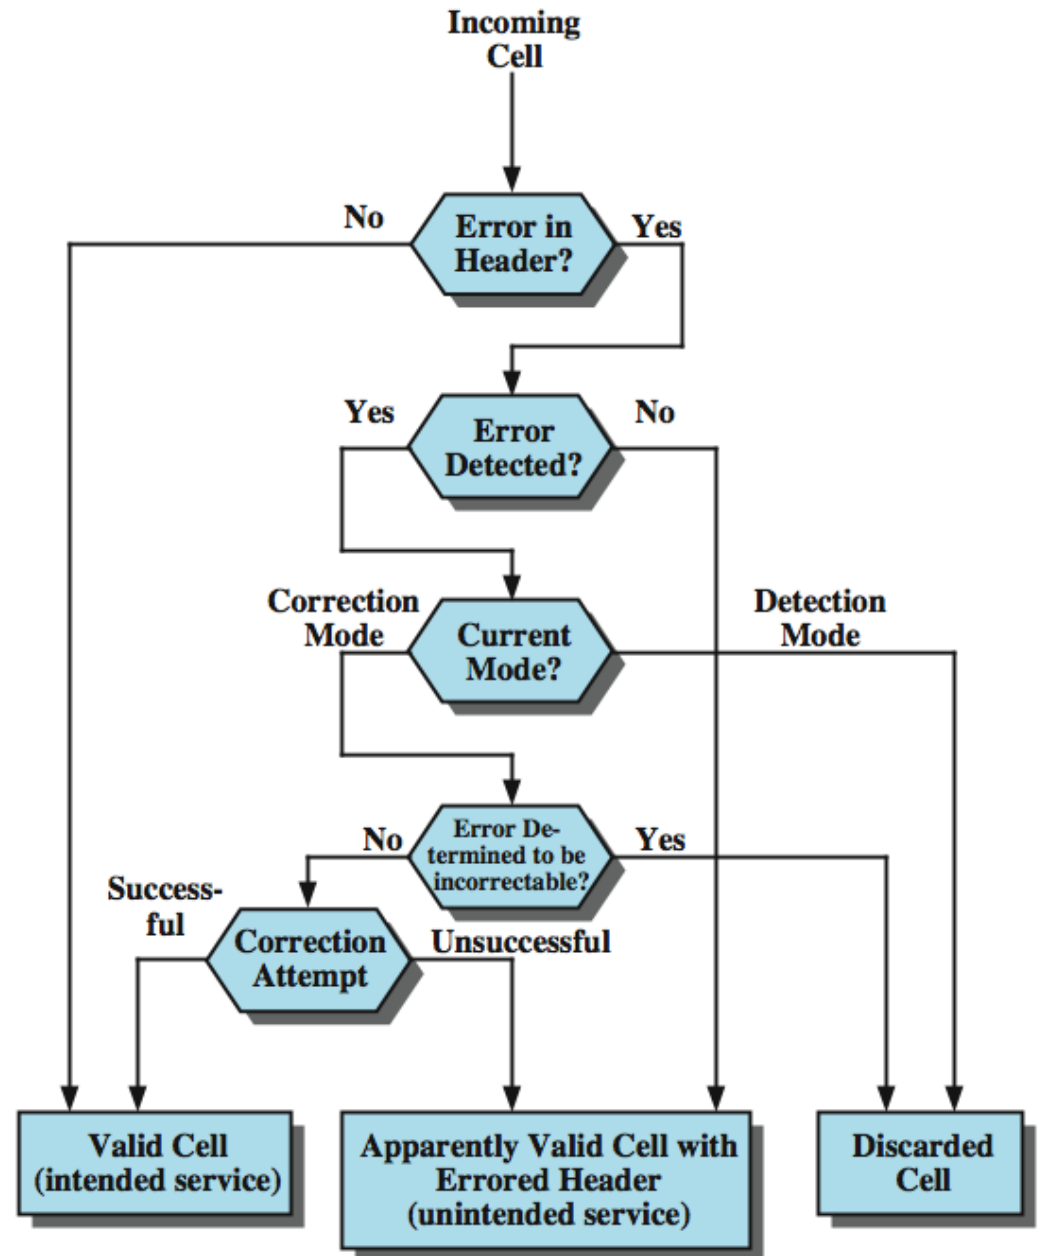 Incoming
Cell
No
Error in
Header?
Yes
Yes
Error
Detected?
No
Correction
Mode
Current
Mode?
Detection
Mode
No
Error De-
termined to be
incorrectable?
Yes
Success-
ful
Correction
Attempt
Unsuccessful
Valid Cell
(intended service)
Apparently Valid Cell with
Errored Header
(unintended service)
Discarded
Cell